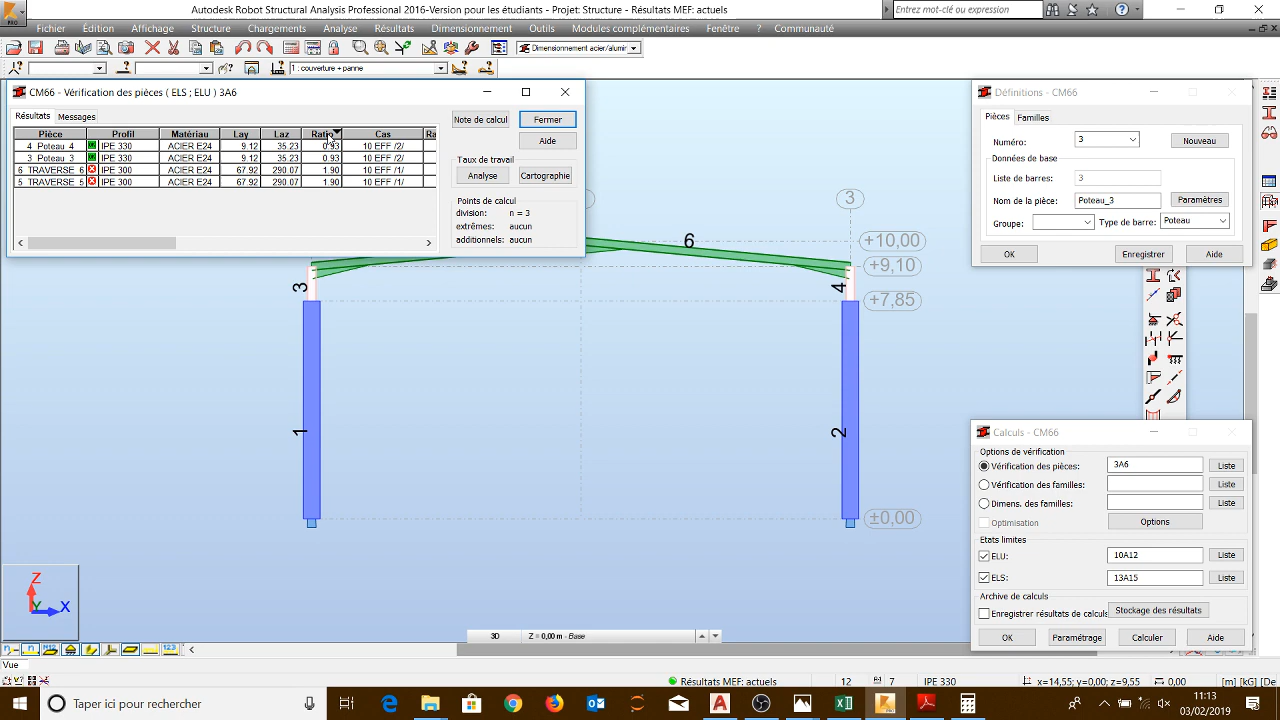 Autodesk Robot Structural Analysis Professional 2016-Version pour les étudiants - Projet: Structure - Résultats MEF: actuels
Entrez mot-clé ou expression
Fichier Edition Affichage Structure Chargements Analyse Résultats Dimensionnement Outils Modules complémentaires Fenêtre ? Communauté
Dimensionnement acier/alumin
1 : couverture + panne
CM66 - Vérification des pièces ( ELS ; ELU ) 3A6
Résultats Messages
Pièce Profil Matériau Lay Laz Ratio Cas Ra
4 Poteau_4 IPE 330 ACIER E24 9.12 35.23 0.93 10 EFF /2/
3 Poteau_3 IPE 330 ACIER E24 9.12 35.23 0.93 10 EFF /2/
6 TRAVERSE_6 IPE 300 ACIER E24 67.92 290.07 1.90 10 EFF /1/
5 TRAVERSE_5 IPE 300 ACIER E24 67.92 290.07 1.90 10 EFF /1/
Note de calcul Fermer
Aide
Taux de travail
Analyse Cartographie
Points de calcul
division: n = 3
extrêmes: aucun
additionnels: aucun
Définitions - CM66
Pièces Familles
Numéro: 3 Nouveau
Données de base
Liste de barres: 3
Nom de la pièce: Poteau_3 Paramètres
Groupe: Type de barre: Poteau
OK Enregistrer Aide
3
6
+10,00
+9,10
3
4
+7,85
1
2
±0,00
Calculs - CM66
Options de vérification
Vérification des pièces: 3A6 Liste
Vérification des familles: Liste
Dimens. des familles: Liste
Optimisation Options
Etats limites
ELU: 10A12 Liste
ELS: 13A15 Liste
Archive de calculs
Enregistrer résultats de calculs Stockage des résultats
OK Paramétrage Calculer Aide
Z
Y
X
3D Z = 0,00 m - Base
Vue
Résultats MEF: actuels 12 7 IPE 330 x=14,55; y=0,00; z=9,55 0,00 [m] [kG] [De
Taper ici pour rechercher
11:13
03/02/2019